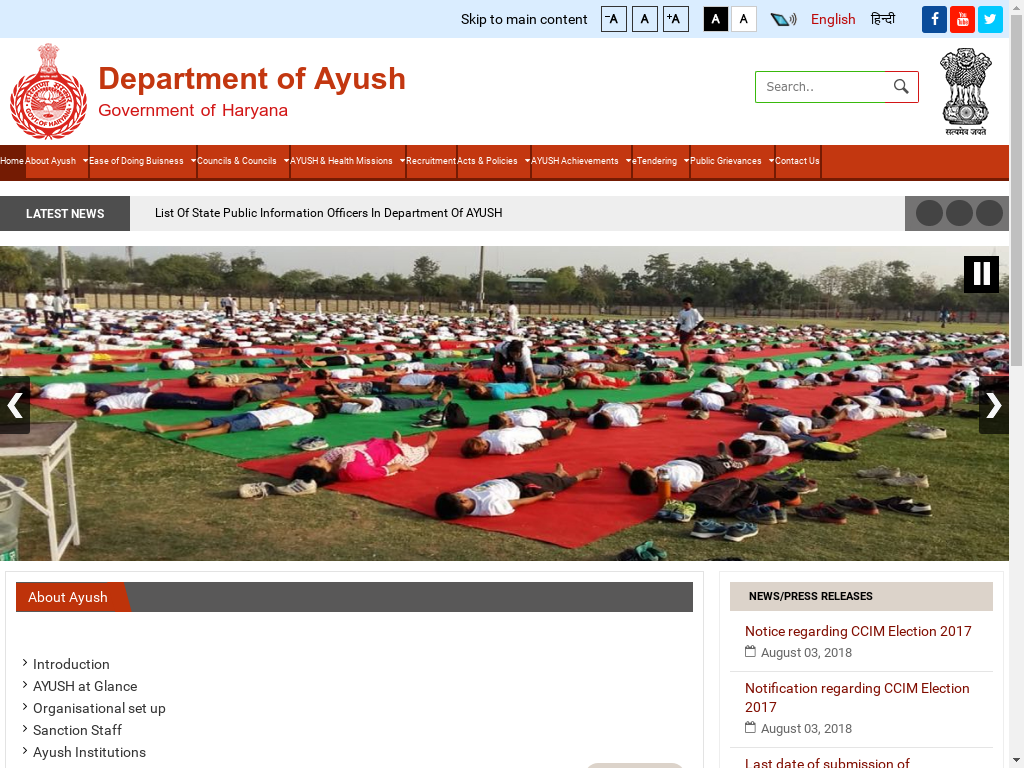 Skip to main content
-A
A
+A
A
A
English
हिन्दी
Department of Ayush
Government of Haryana
Search..
सत्यमेव जयते
Home
About Ayush
Ease of Doing Buisness
Councils & Councils
AYUSH & Health Missions
Recruitment
Acts & Policies
AYUSH Achievements
eTendering
Public Grievances
Contact Us
LATEST NEWS
List Of State Public Information Officers In Department Of AYUSH
About Ayush
Introduction
AYUSH at Glance
Organisational set up
Sanction Staff
Ayush Institutions
NEWS/PRESS RELEASES
Notice regarding CCIM Election 2017
August 03, 2018
Notification regarding CCIM Election
2017
August 03, 2018
Last date of submission of